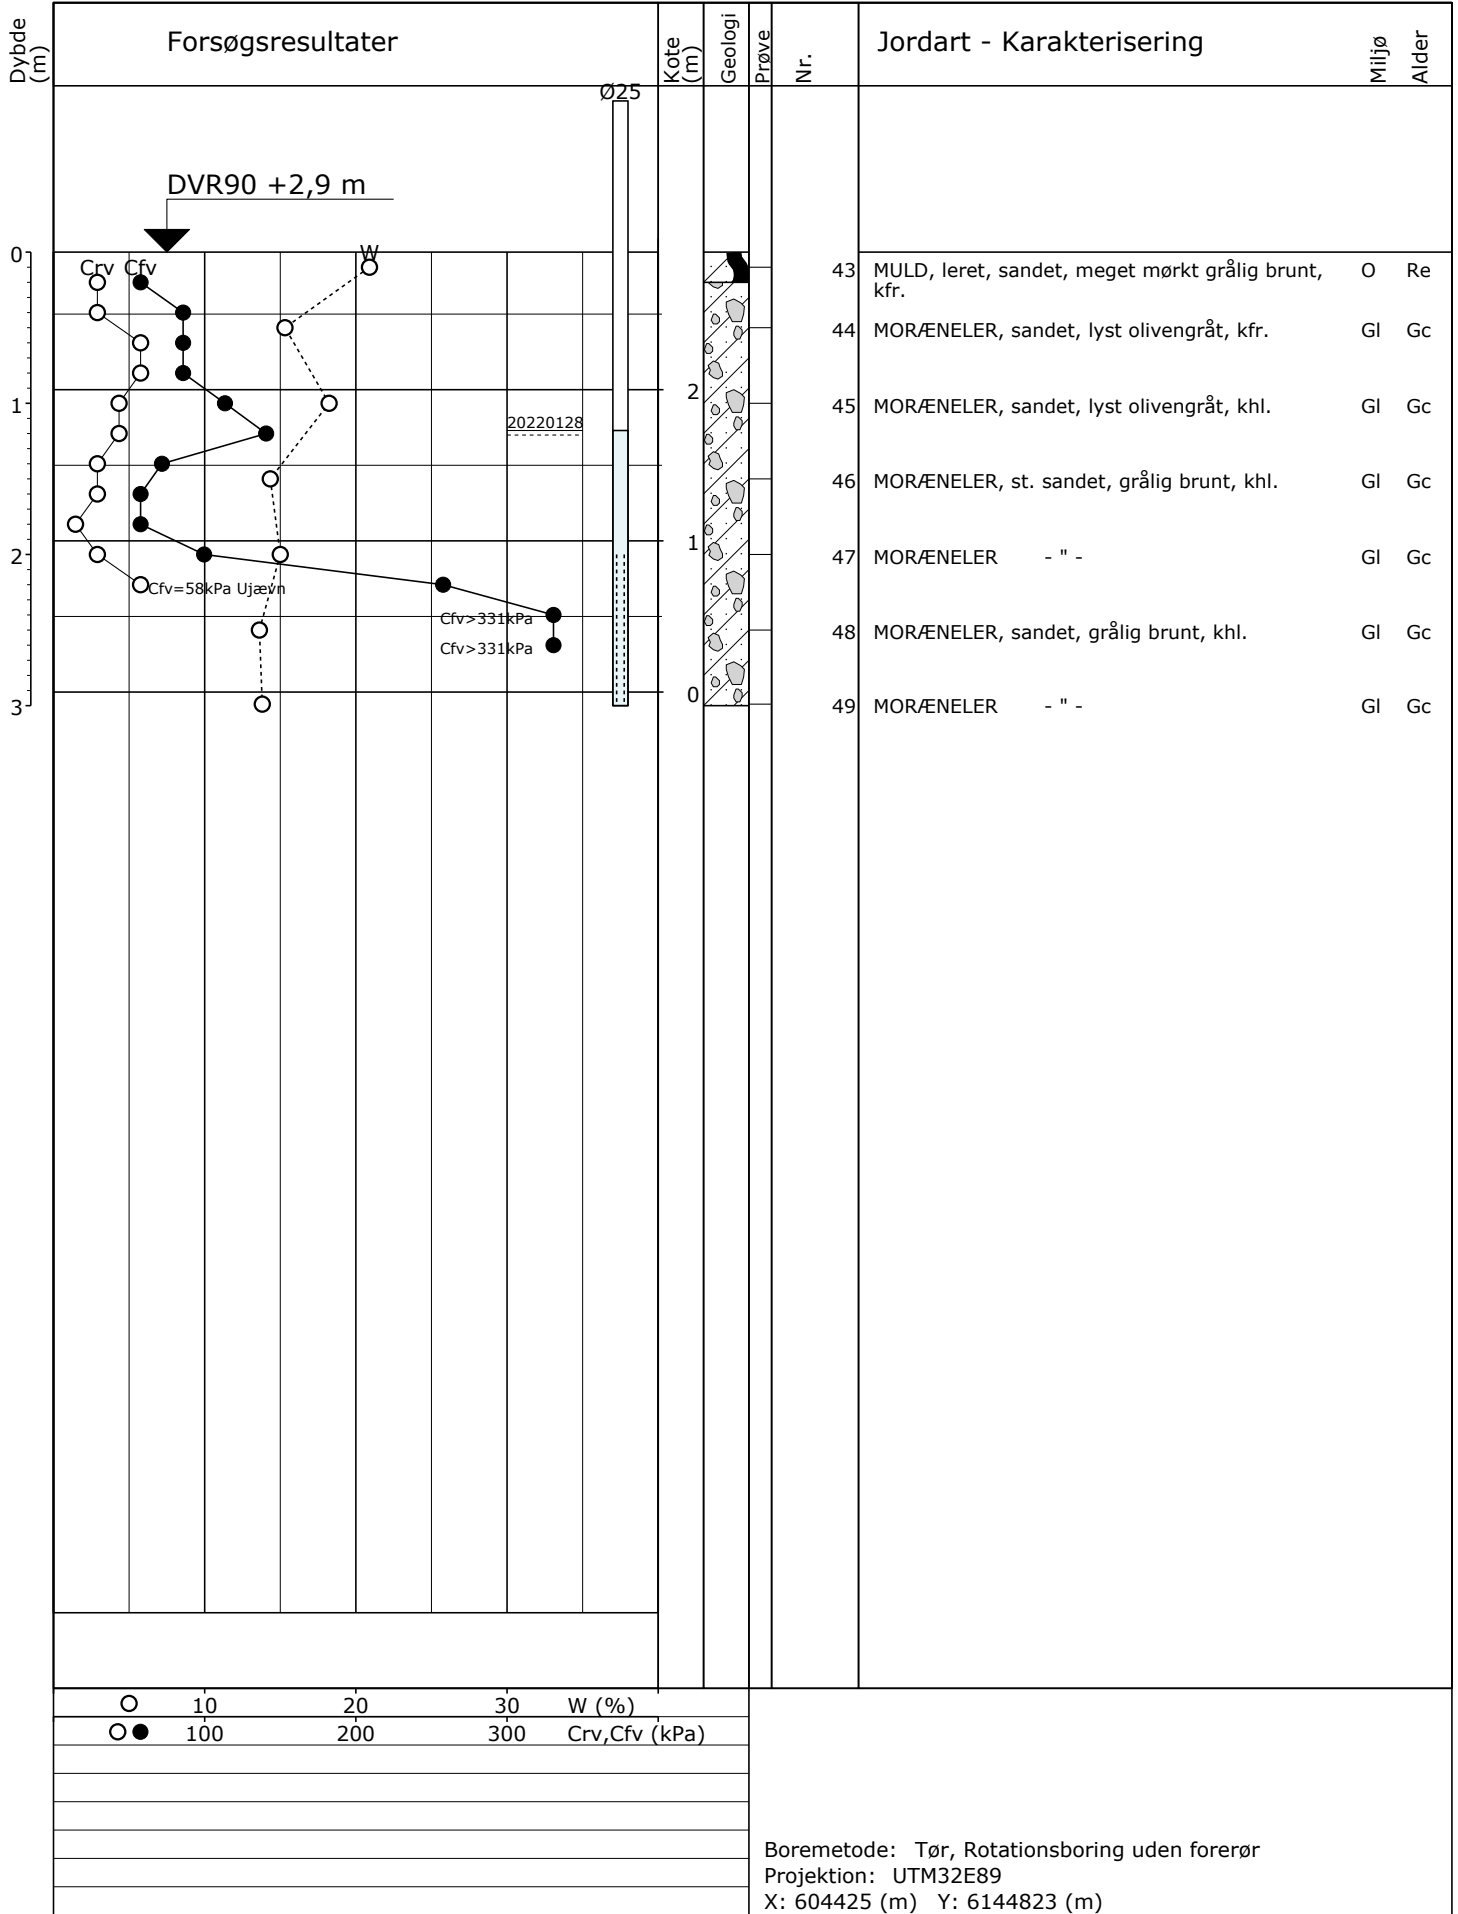 Dybde
(m)
Forsøgsresultater
Kote
(m)
Geologi
Prøve
Nr.
Jordart - Karakterisering
Miljø
Alder
Ø25
DVR90 +2,9 m
0
W
Crv Cfv
43 MULD, leret, sandet, meget mørkt grålig brunt, O Re
kfr.
44 MORÆNELER, sandet, lyst olivengråt, kfr. Gl Gc
2
1
45 MORÆNELER, sandet, lyst olivengråt, khl. Gl Gc
20220128
46 MORÆNELER, st. sandet, grålig brunt, khl. Gl Gc
1
2
47 MORÆNELER - " - Gl Gc
Cfv=58kPa Ujævn
Cfv>331kPa
48 MORÆNELER, sandet, grålig brunt, khl. Gl Gc
Cfv>331kPa
0
3
49 MORÆNELER - " - Gl Gc
10 20 30 W (%)
100 200 300 Crv,Cfv (kPa)
Boremetode: Tør, Rotationsboring uden forerør
Projektion: UTM32E89
X: 604425 (m) Y: 6144823 (m)